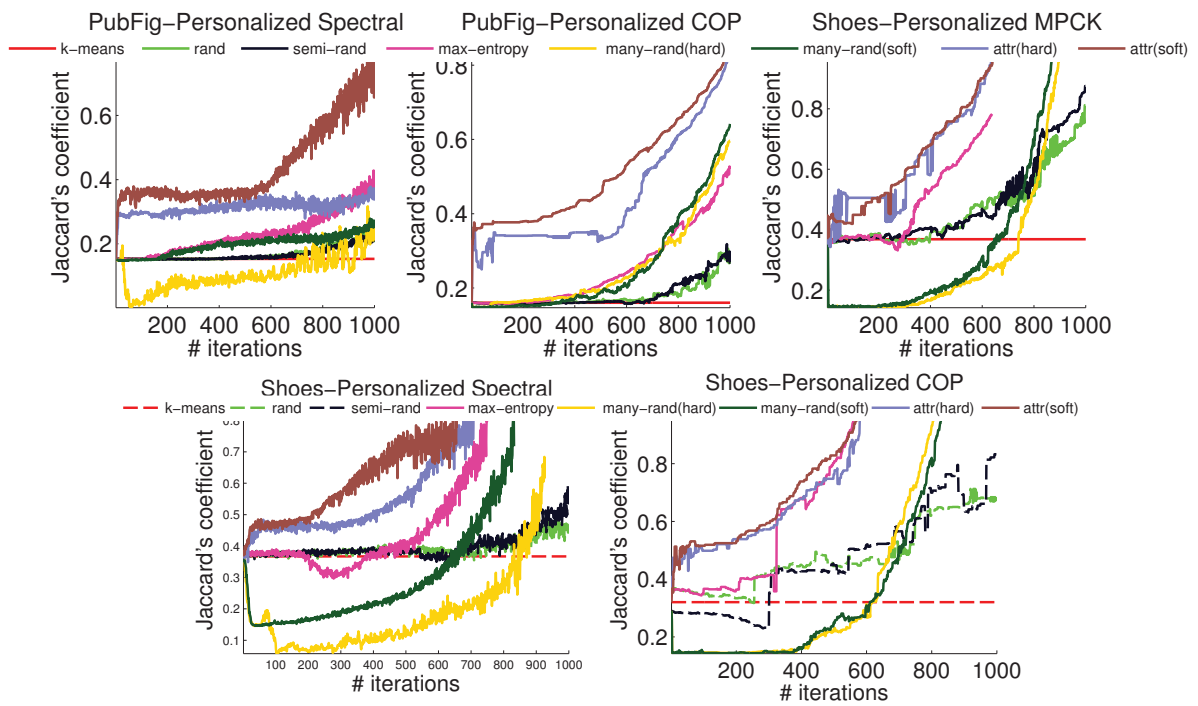 PubFig−Personalized Spectral PubFig−Personalized COP Shoes−Personalized MPCK
k−means rand semi−rand max−entropy many−rand(hard) many−rand(soft) attr(hard) attr(soft)
Jaccard's coefficient
0.6
0.4
0.2
200 400 600 800 1000
# iterations
Jaccard's coefficient
0.8
0.6
0.4
0.2
200 400 600 800 1000
# iterations
Jaccard's coefficient
0.8
0.6
0.4
0.2
200 400 600 800 1000
# iterations
Shoes−Personalized Spectral Shoes−Personalized COP
k−means rand semi−rand max−entropy many−rand(hard) many−rand(soft) attr(hard) attr(soft)
Jaccard's coefficient
0.8
0.7
0.6
0.5
0.4
0.3
0.2
0.1
100 200 300 400 500 600 700 800 900 1000
# iterations
Jaccard's coefficient
0.8
0.6
0.4
0.2
200 400 600 800 1000
# iterations